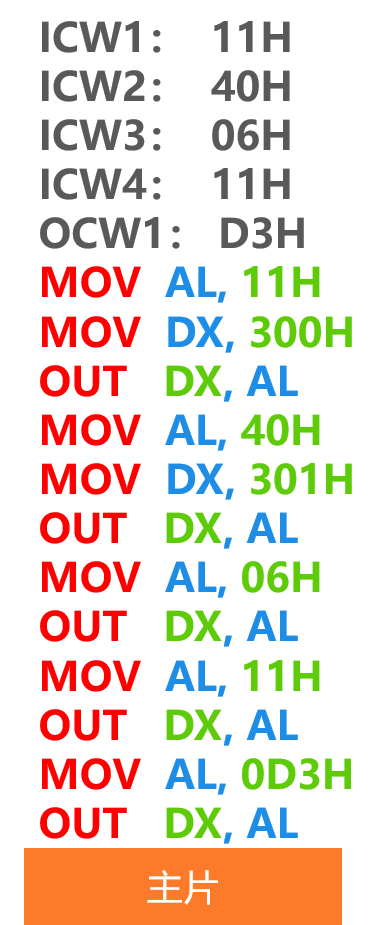 ICW1： 11H
ICW2： 40H
ICW3： 06H
ICW4： 11H
OCW1： D3H
MOV AL, 11H
MOV DX, 300H
OUT DX, AL
MOV AL, 40H
MOV DX, 301H
OUT DX, AL
MOV AL, 06H
OUT DX, AL
MOV AL, 11H
OUT DX, AL
MOV AL, 0D3H
OUT DX, AL
主片